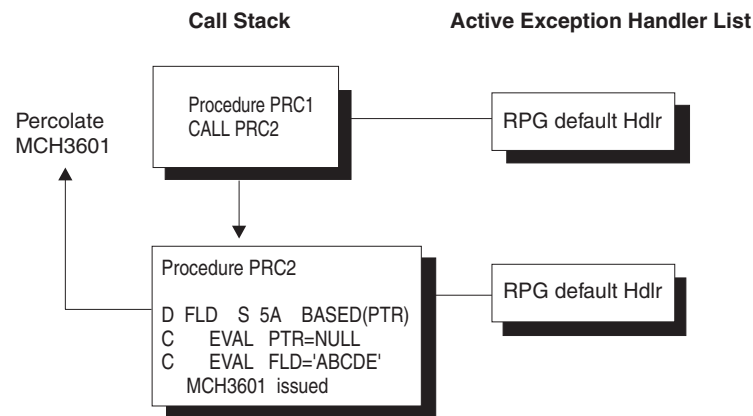 Call Stack
Active Exception Handler List
Procedure PRC1
CALL PRC2
RPG default Hdlr
Percolate
MCH3601
Procedure PRC2
D FLD S 5A BASED(PTR)
C EVAL PTR=NULL
C EVAL FLD='ABCDE'
MCH3601 issued
RPG default Hdlr